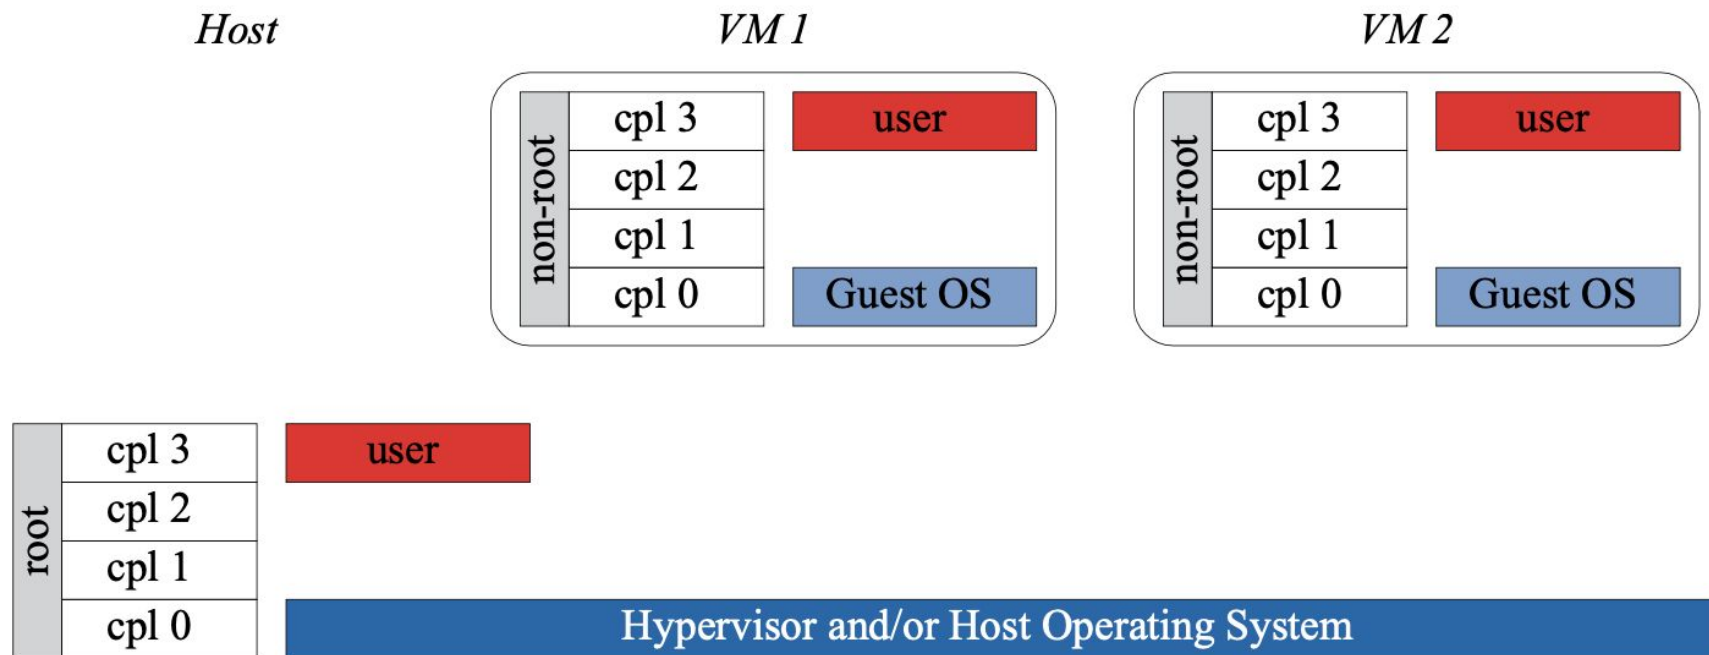 Host
VM 1
VM 2
non-root
cpl 3
user
cpl 2
cpl 1
cpl 0
Guest OS
non-root
cpl 3
user
cpl 2
cpl 1
cpl 0
Guest OS
root
cpl 3
user
cpl 2
cpl 1
cpl 0
Hypervisor and/or Host Operating System